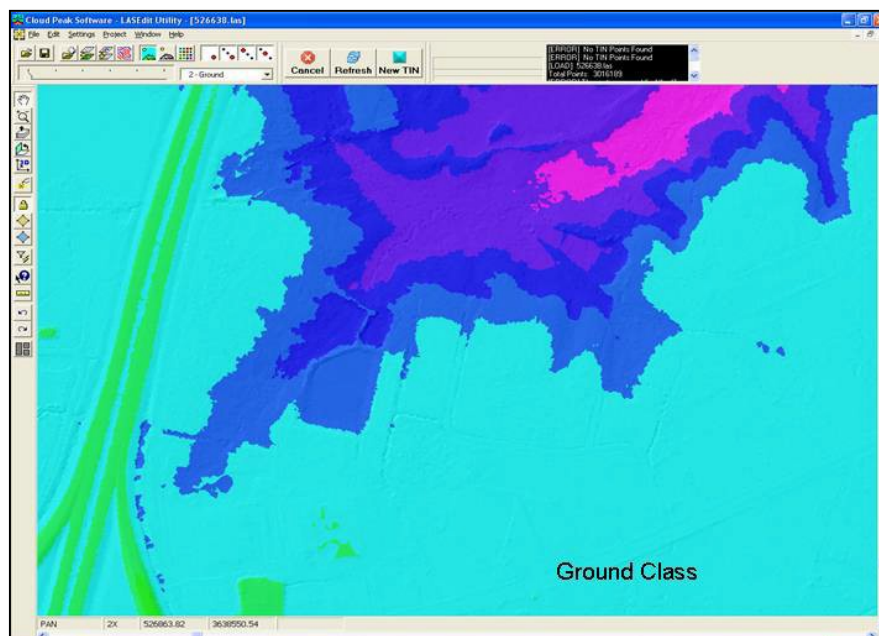 Cloud Peak Software - LASEdit Utility - [526638.las]
File Edit Settings Project Window Help
2 - Ground
Cancel Refresh New TIN
[ERROR] No TIN Points Found
[ERROR] No TIN Points Found
[LOAD] 526638.las
Total Points: 3016189
Ground Class
PAN 2X 526863.82 3638550.54